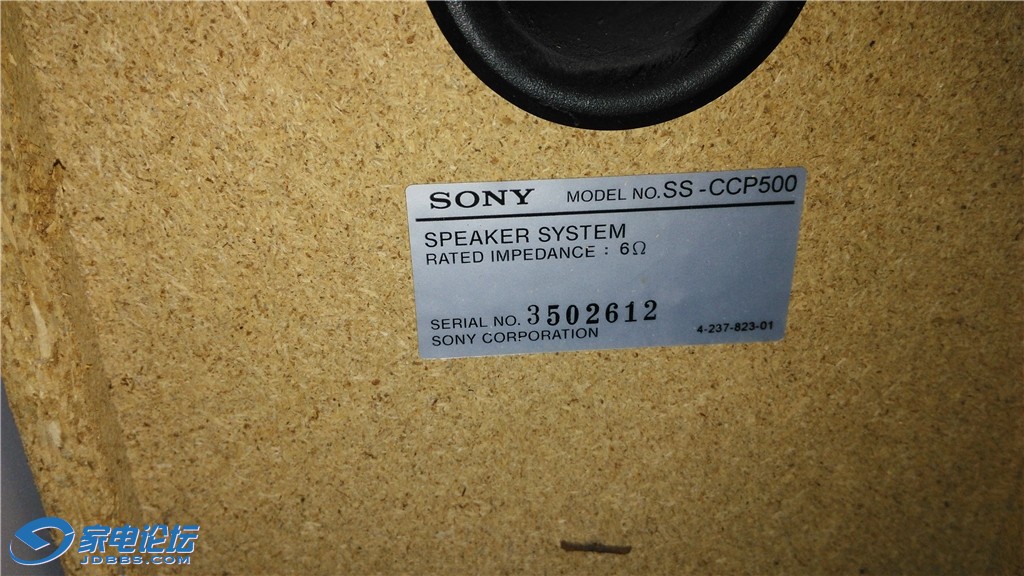 SONY MODEL NO. SS-CCP500
SPEAKER SYSTEM
RATED IMPEDANCE : 6Ω
SERIAL NO. 3502612
SONY CORPORATION 4-237-823-01
家电论坛
JDBBS.COM